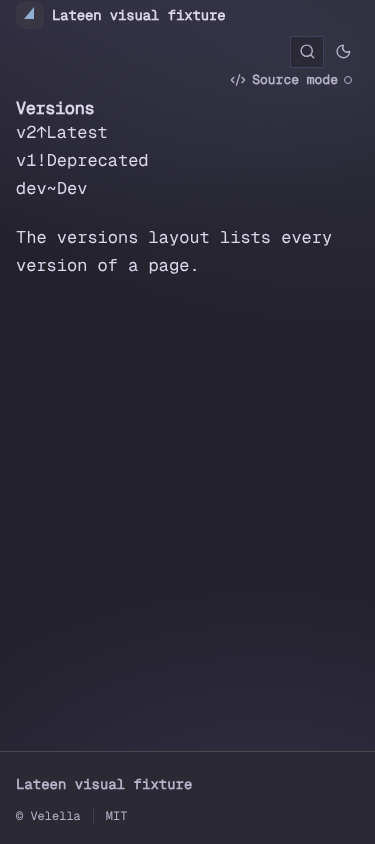 Lateen visual fixture
</> Source mode
Versions
v2↑Latest
v1!Deprecated
dev~Dev
The versions layout lists every
version of a page.
Lateen visual fixture
© Velella MIT